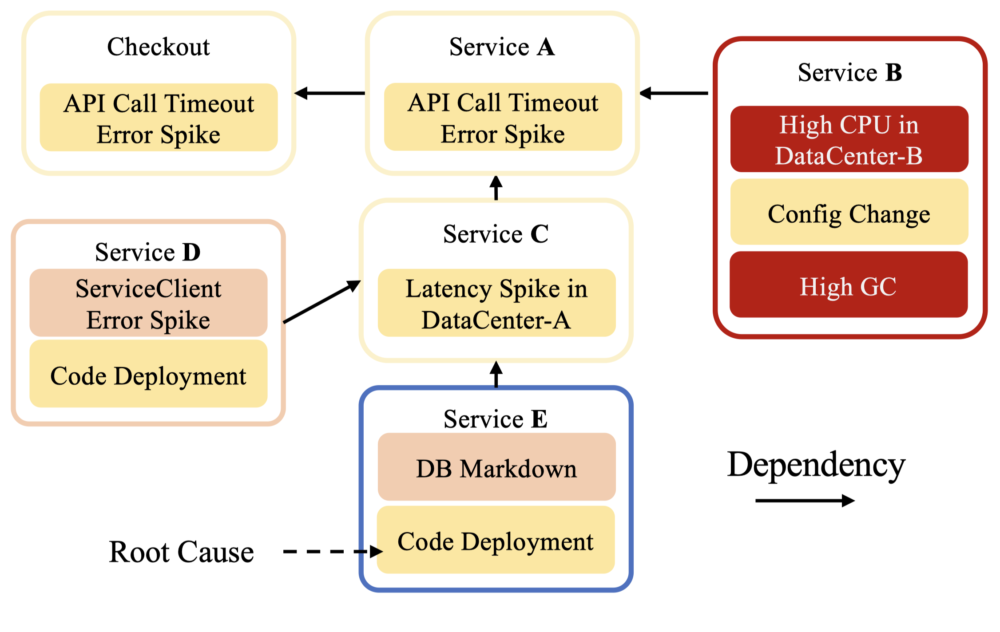 Checkout
API Call Timeout
Error Spike
Service A
API Call Timeout
Error Spike
Service B
High CPU in
DataCenter-B
Config Change
High GC
Service D
ServiceClient
Error Spike
Code Deployment
Service C
Latency Spike in
DataCenter-A
Service E
DB Markdown
Code Deployment
Dependency
Root Cause